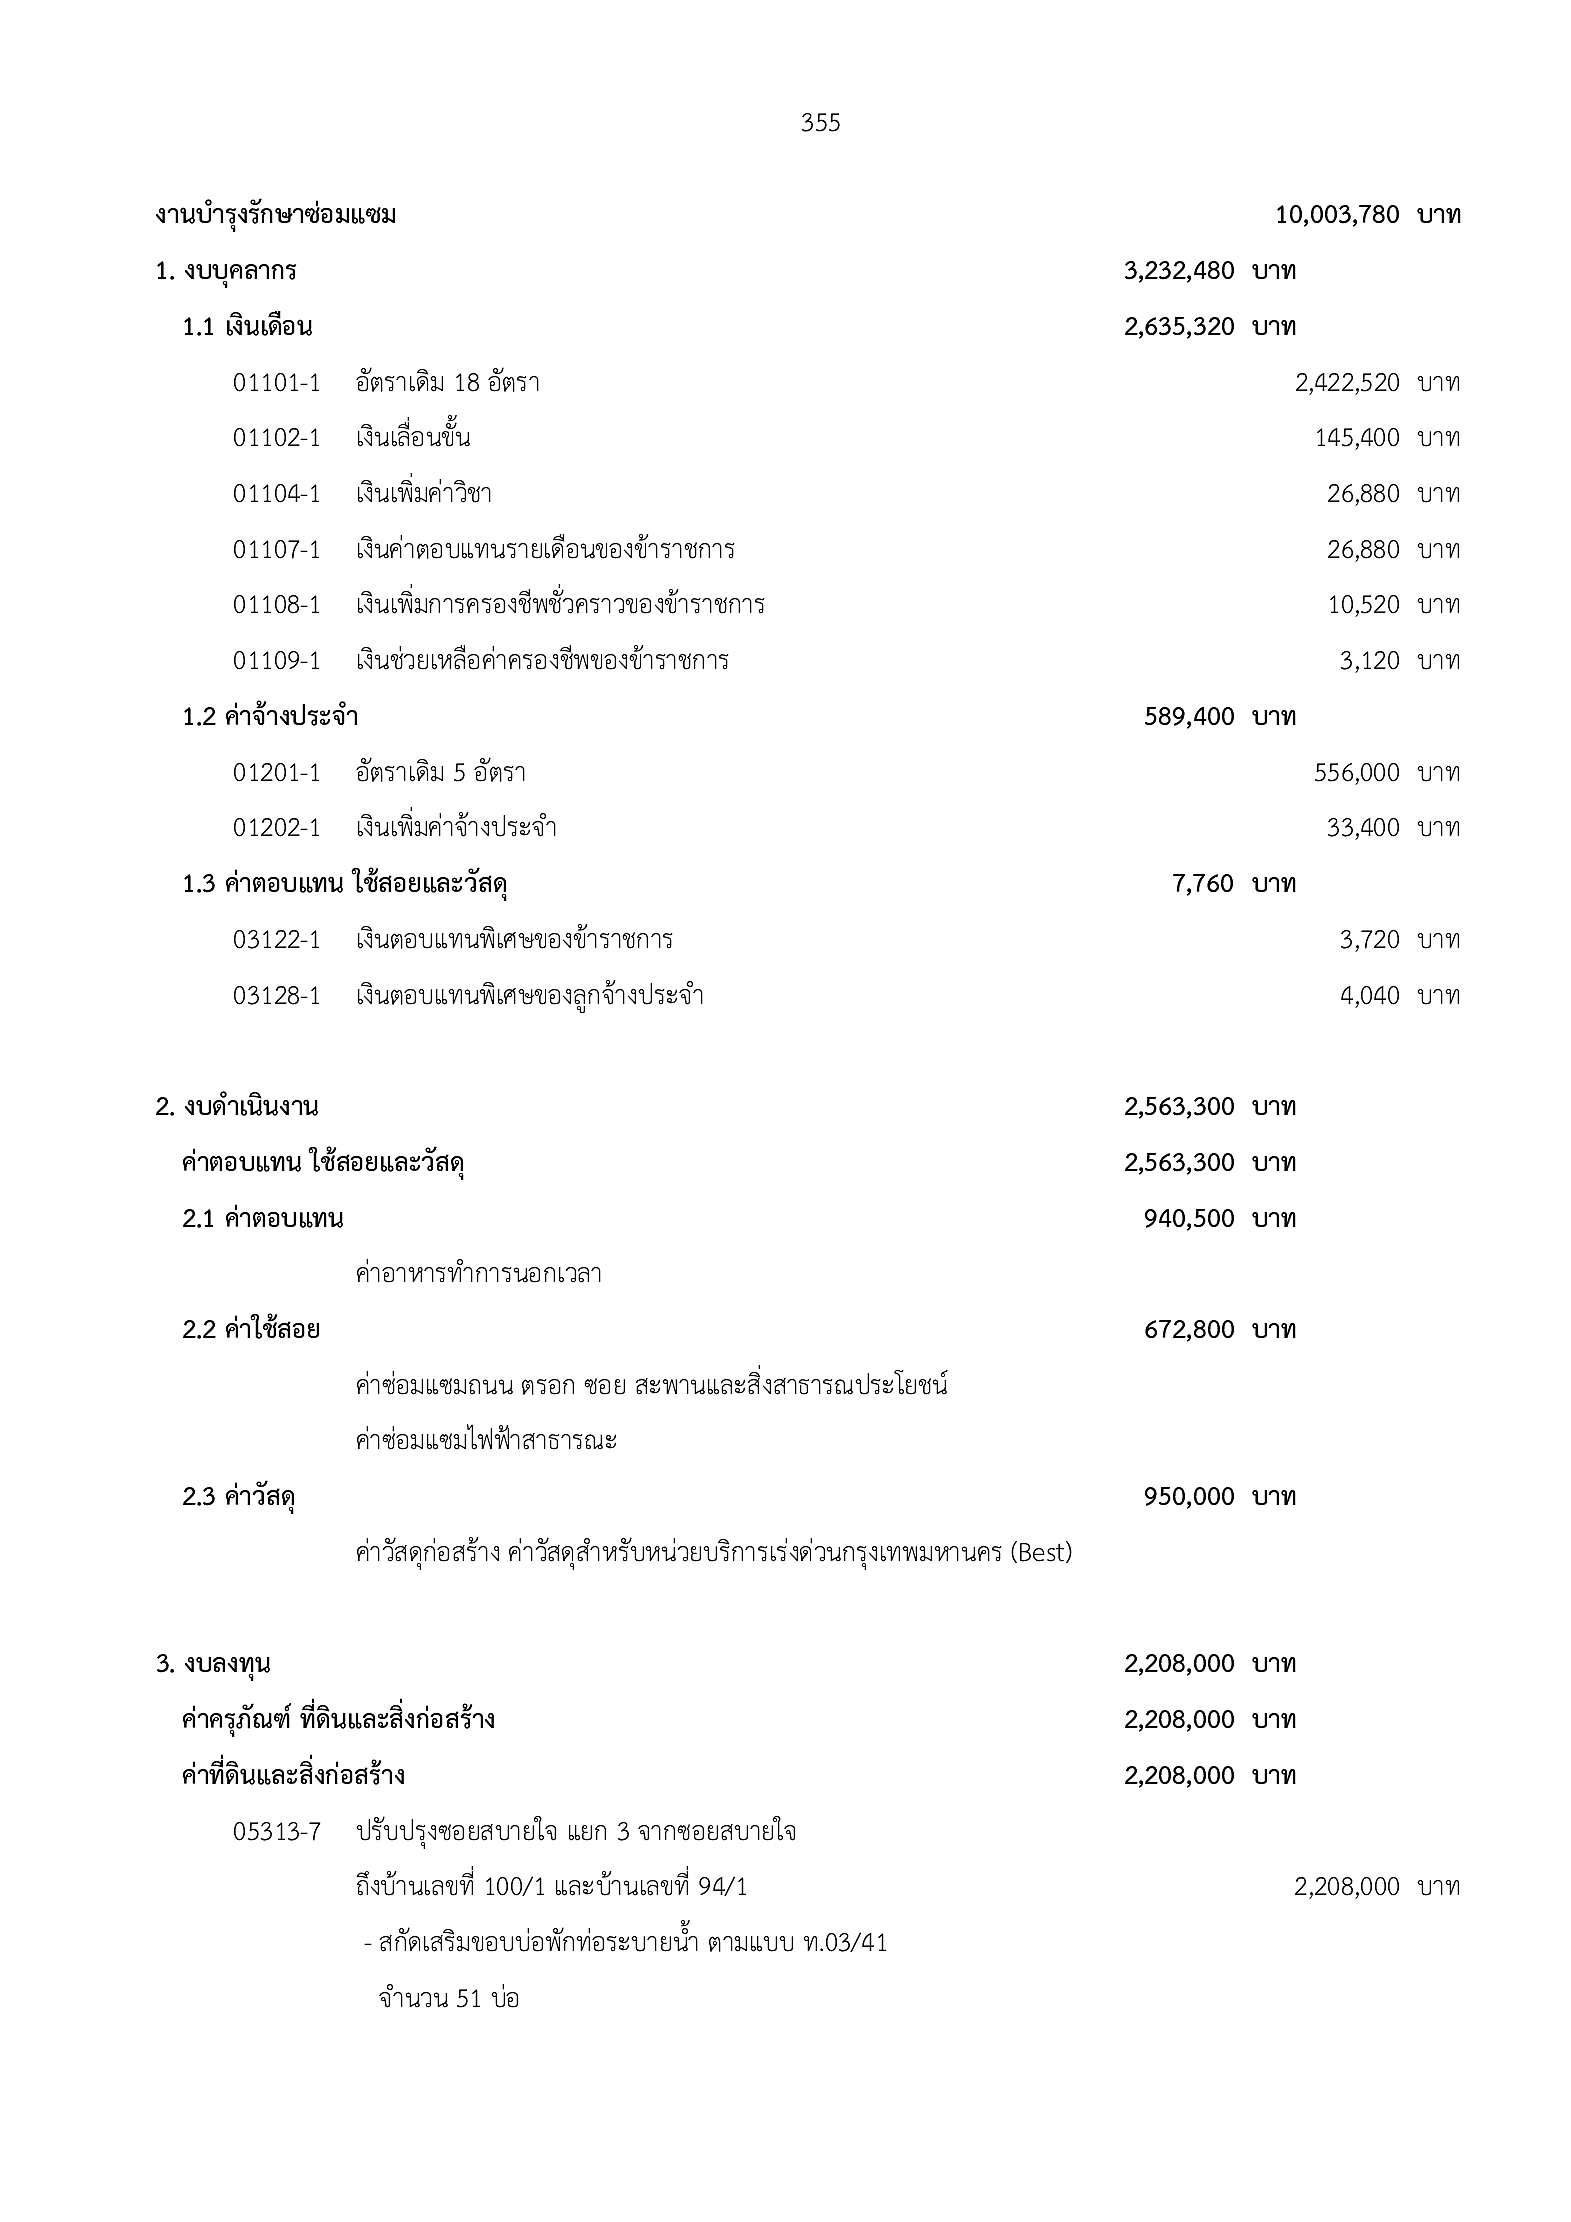 355
งานบำรุงรักษาซ่อมแซม 10,003,780 บาท
1. งบบุคลากร 3,232,480 บาท
1.1 เงินเดือน 2,635,320 บาท
01101-1 อัตราเดิม 18 อัตรา 2,422,520 บาท
01102-1 เงินเลื่อนขั้น 145,400 บาท
01104-1 เงินเพิ่มค่าวิชา 26,880 บาท
01107-1 เงินค่าตอบแทนรายเดือนของข้าราชการ 26,880 บาท
01108-1 เงินเพิ่มการครองชีพชั่วคราวของข้าราชการ 10,520 บาท
01109-1 เงินช่วยเหลือค่าครองชีพของข้าราชการ 3,120 บาท
1.2 ค่าจ้างประจำ 589,400 บาท
01201-1 อัตราเดิม 5 อัตรา 556,000 บาท
01202-1 เงินเพิ่มค่าจ้างประจำ 33,400 บาท
1.3 ค่าตอบแทน ใช้สอยและวัสดุ 7,760 บาท
03122-1 เงินตอบแทนพิเศษของข้าราชการ 3,720 บาท
03128-1 เงินตอบแทนพิเศษของลูกจ้างประจำ 4,040 บาท
2. งบดำเนินงาน 2,563,300 บาท
ค่าตอบแทน ใช้สอยและวัสดุ 2,563,300 บาท
2.1 ค่าตอบแทน 940,500 บาท
ค่าอาหารทำการนอกเวลา
2.2 ค่าใช้สอย 672,800 บาท
ค่าซ่อมแซมถนน ตรอก ซอย สะพานและสิ่งสาธารณประโยชน์
ค่าซ่อมแซมไฟฟ้าสาธารณะ
2.3 ค่าวัสดุ 950,000 บาท
ค่าวัสดุก่อสร้าง ค่าวัสดุสำหรับหน่วยบริการเร่งด่วนกรุงเทพมหานคร (Best)
3. งบลงทุน 2,208,000 บาท
ค่าครุภัณฑ์ ที่ดินและสิ่งก่อสร้าง 2,208,000 บาท
ค่าที่ดินและสิ่งก่อสร้าง 2,208,000 บาท
05313-7 ปรับปรุงซอยสบายใจ แยก 3 จากซอยสบายใจ
ถึงบ้านเลขที่ 100/1 และบ้านเลขที่ 94/1 2,208,000 บาท
- สกัดเสริมขอบบ่อพักท่อระบายน้ำ ตามแบบ ท.03/41
จำนวน 51 บ่อ